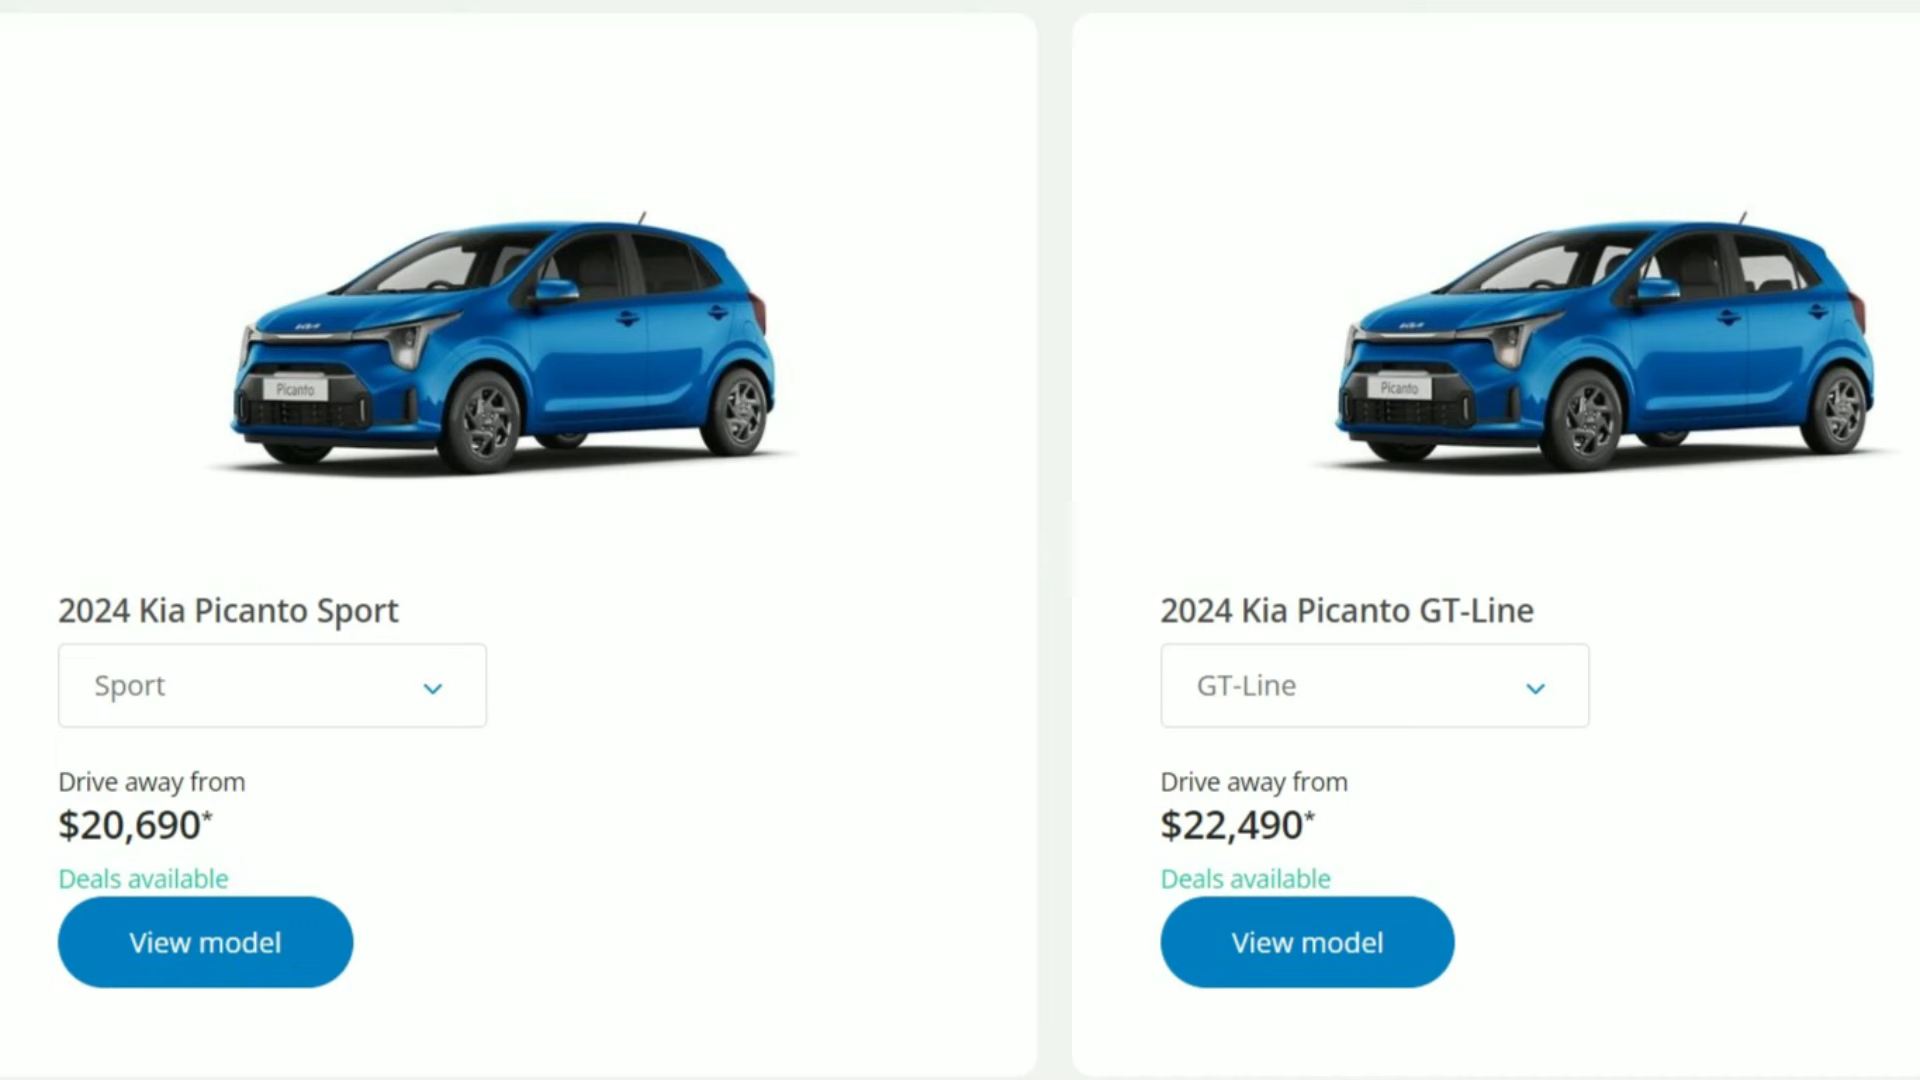 Picanto
2024 Kia Picanto Sport
Sport
Drive away from
$20,690*
Deals available
View model
Picanto
2024 Kia Picanto GT-Line
GT-Line
Drive away from
$22,490*
Deals available
View model